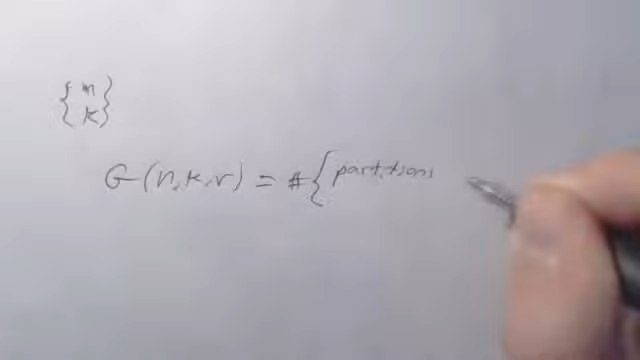 {n
k}
G(n,k,r) = #{partitions